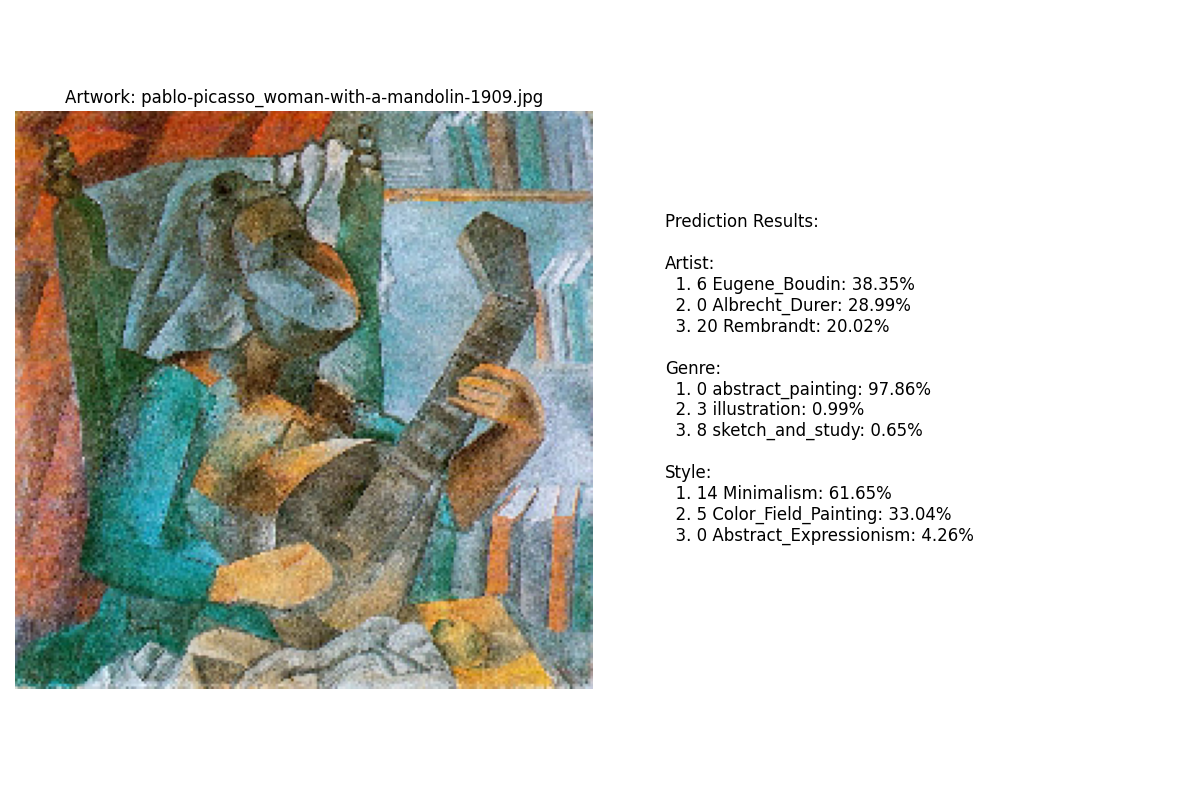 Artwork: pablo-picasso_woman-with-a-mandolin-1909.jpg
Prediction Results:
Artist:
1. 6 Eugene_Boudin: 38.35%
2. 0 Albrecht_Durer: 28.99%
3. 20 Rembrandt: 20.02%
Genre:
1. 0 abstract_painting: 97.86%
2. 3 illustration: 0.99%
3. 8 sketch_and_study: 0.65%
Style:
1. 14 Minimalism: 61.65%
2. 5 Color_Field_Painting: 33.04%
3. 0 Abstract_Expressionism: 4.26%